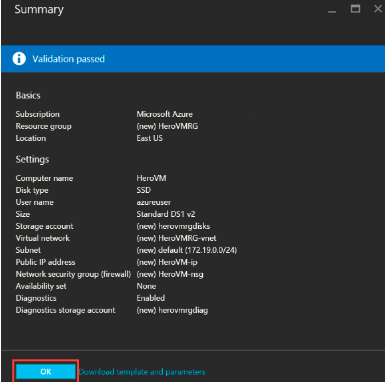 Summary
Validation passed
Basics
Subscription Microsoft Azure
Resource group (new) HeroVMRG
Location East US
Settings
Computer name HeroVM
Disk type SSD
User name azureuser
Size Standard DS1 v2
Storage account (new) herovmrgdisks
Virtual network (new) HeroVMRG-vnet
Subnet (new) default (172.19.0.0/24)
Public IP address (new) HeroVM-ip
Network security group (firewall) (new) HeroVM-nsg
Availability set None
Diagnostics Enabled
Diagnostics storage account (new) herovmrgdiag
OK Download template and parameters